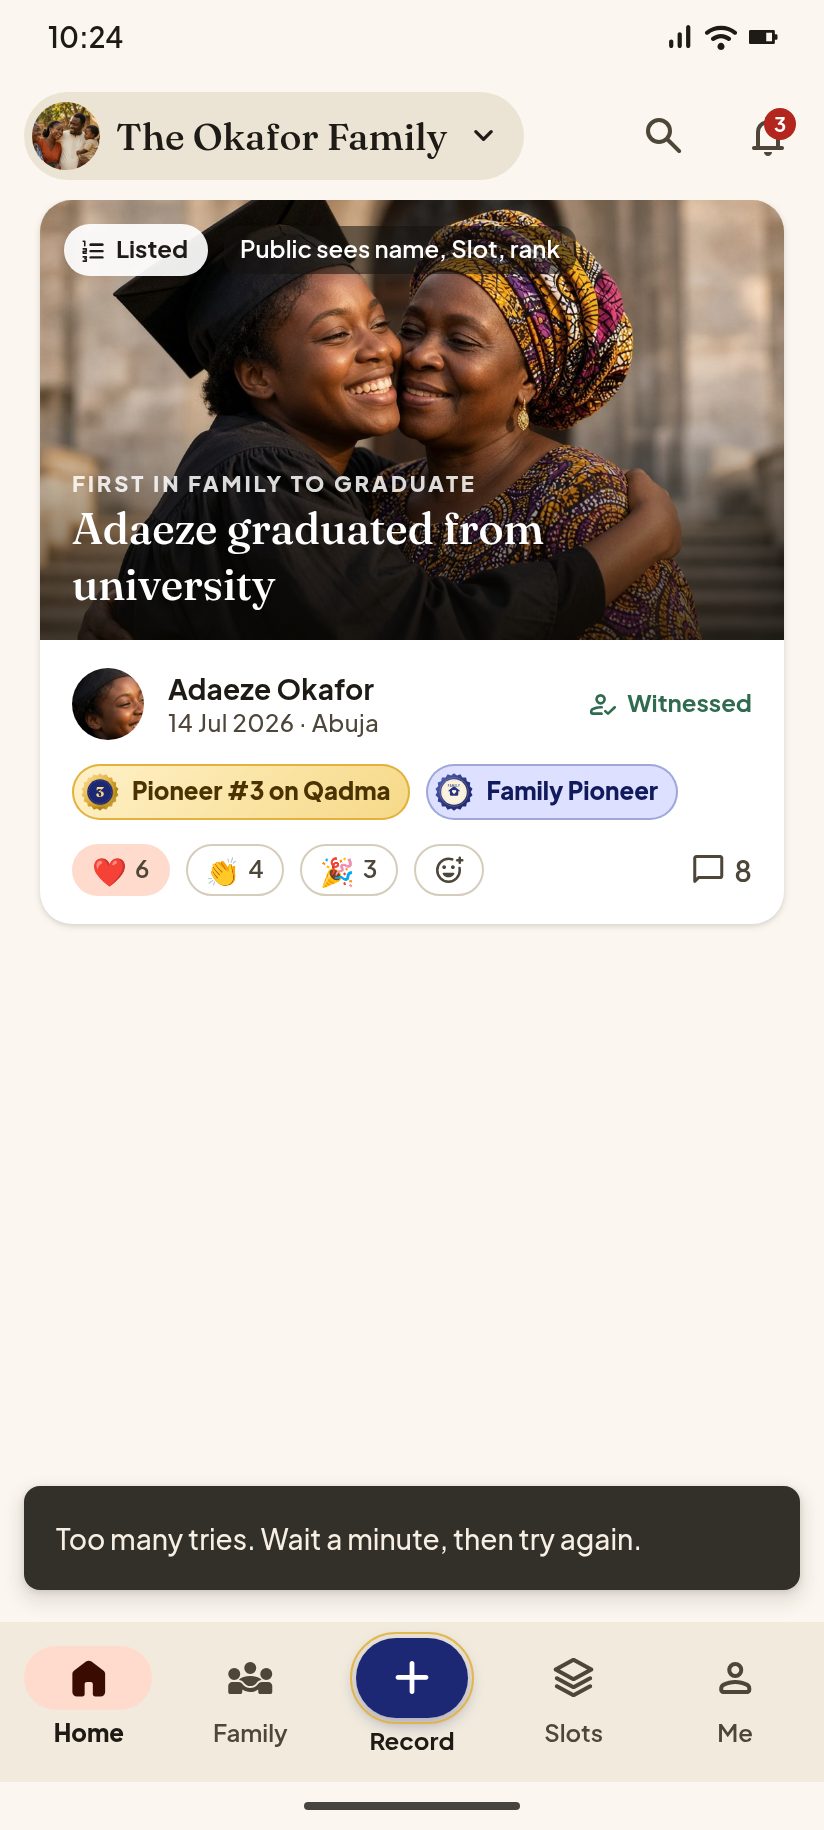 10:24
The Okafor Family
3
Listed
Public sees name, Slot, rank
FIRST IN FAMILY TO GRADUATE
Adaeze graduated from
university
Adaeze Okafor
14 Jul 2026 · Abuja
Witnessed
3
Pioneer #3 on Qadma
Family Pioneer
❤️ 6
👏 4
🎉 3
8
Too many tries. Wait a minute, then try again.
Home
Family
Record
Slots
Me